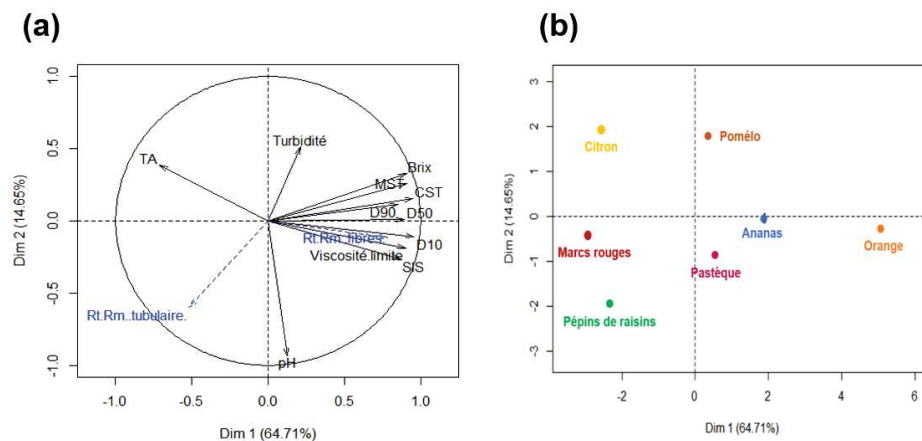 (a)
(b)
1.0
0.5
0.0
-0.5
-1.0
Dim 2 (14.65%)
TA
Turbidité
Brix
MST
CST
D90
D50
Rt.Rm..libres.
D10
Viscosité.limite
SIS
Rt.Rm..tubulaire.
pH
-1.0
-0.5
0.0
0.5
1.0
Dim 1 (64.71%)
3
2
1
0
-1
-2
-3
Dim 2 (14.65%)
Citron
Pomélo
Ananas
Orange
Marcs rouges
Pastèque
Pépins de raisins
-2
0
2
4
6
Dim 1 (64.71%)